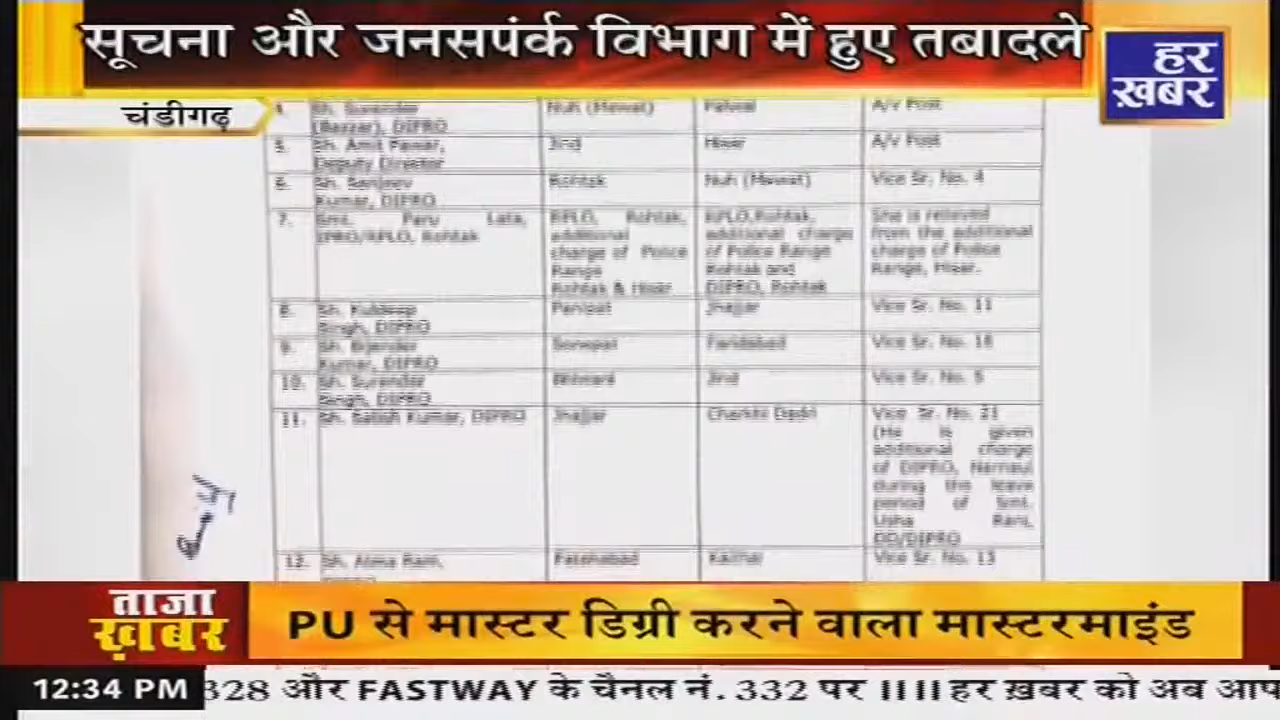 सूचना और जनसपंर्क विभाग में हुए तबादले
हर
ख़बर
चंडीगढ़
Sh. Surender Nuh (Mewat) Palwal A/V Post
DIPRO
5. Sh. Amit Pawar, Jind Hisar A/V Post
Deputy Director
6. Sh. Sanjeev Rohtak Nuh (Mewat) Vice Sr. No. 4
Kumar, DIPRO
7. Smt. Lata, RPLO, Rohtak, RPLO, Rohtak, She is relieved
Rohtak additional additional charge from the additional
charge of Police of Police Range charge of Police
Range Rohtak and Range, Hisar.
Rohtak & Hisar DIPRO, Rohtak
8. Sh. Kuldeep Panipat Jhajjar Vice Sr. No. 11
Singh, DIPRO
9. Sh. Bijender Sonepat Faridabad Vice Sr. No.
Kumar, DIPRO
10. Sh. Surender Bhiwani Jind Vice Sr. No. 5
Singh, DIPRO
11. Sh. Satish Kumar, DIPRO Jhajjar Charkhi Dadri Vice Sr. No. 21
(He is given
additional charge
of DIPRO, Narnaul
during the leave
period of Smt.
Usha Rani,
DD/DIPRO
12. Sh. Atma Ram, Fatehabad Kaithal Vice Sr. No. 13
ताजा
ख़बर
PU से मास्टर डिग्री करने वाला मास्टरमाइंड
12:34 PM 328 और FASTWAY के चैनल नं. 332 पर IIII हर ख़बर को अब आप